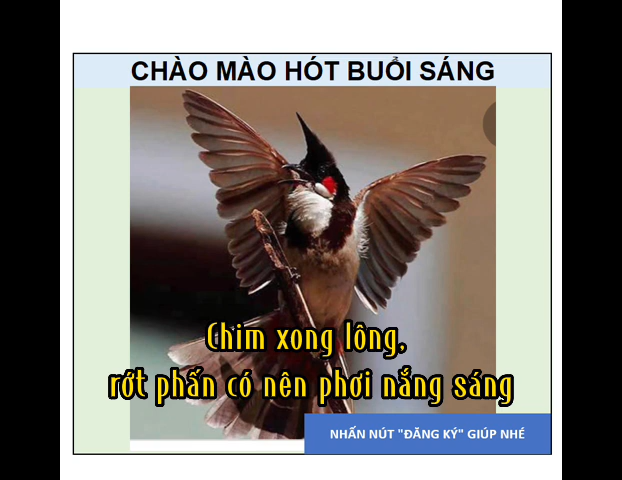 CHÀO MÀO HÓT BUỔI SÁNG
Chim xong lông,
rớt phấn có nên phơi nắng sáng
NHẤN NÚT "ĐĂNG KÝ" GIÚP NHÉ